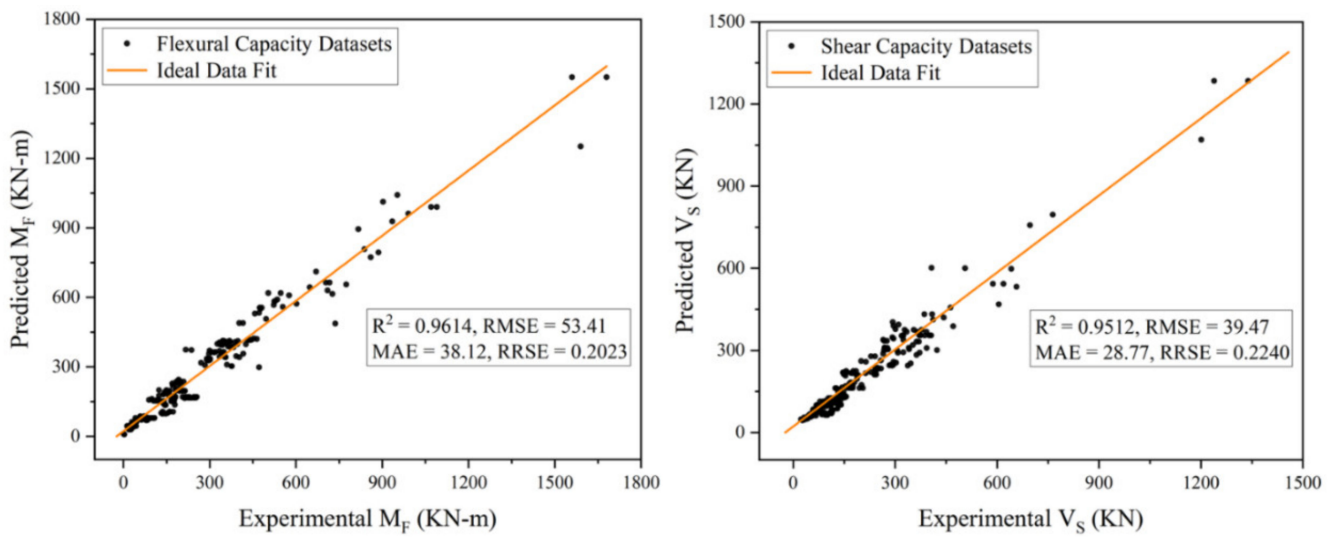 1800
1500
1200
900
600
300
0
Predicted M_F (KN-m)
Flexural Capacity Datasets
Ideal Data Fit
R² = 0.9614, RMSE = 53.41
MAE = 38.12, RRSE = 0.2023
0 300 600 900 1200 1500 1800
Experimental M_F (KN-m)
1500
1200
900
600
300
0
Predicted V_S (KN)
Shear Capacity Datasets
Ideal Data Fit
R² = 0.9512, RMSE = 39.47
MAE = 28.77, RRSE = 0.2240
0 300 600 900 1200 1500
Experimental V_S (KN)